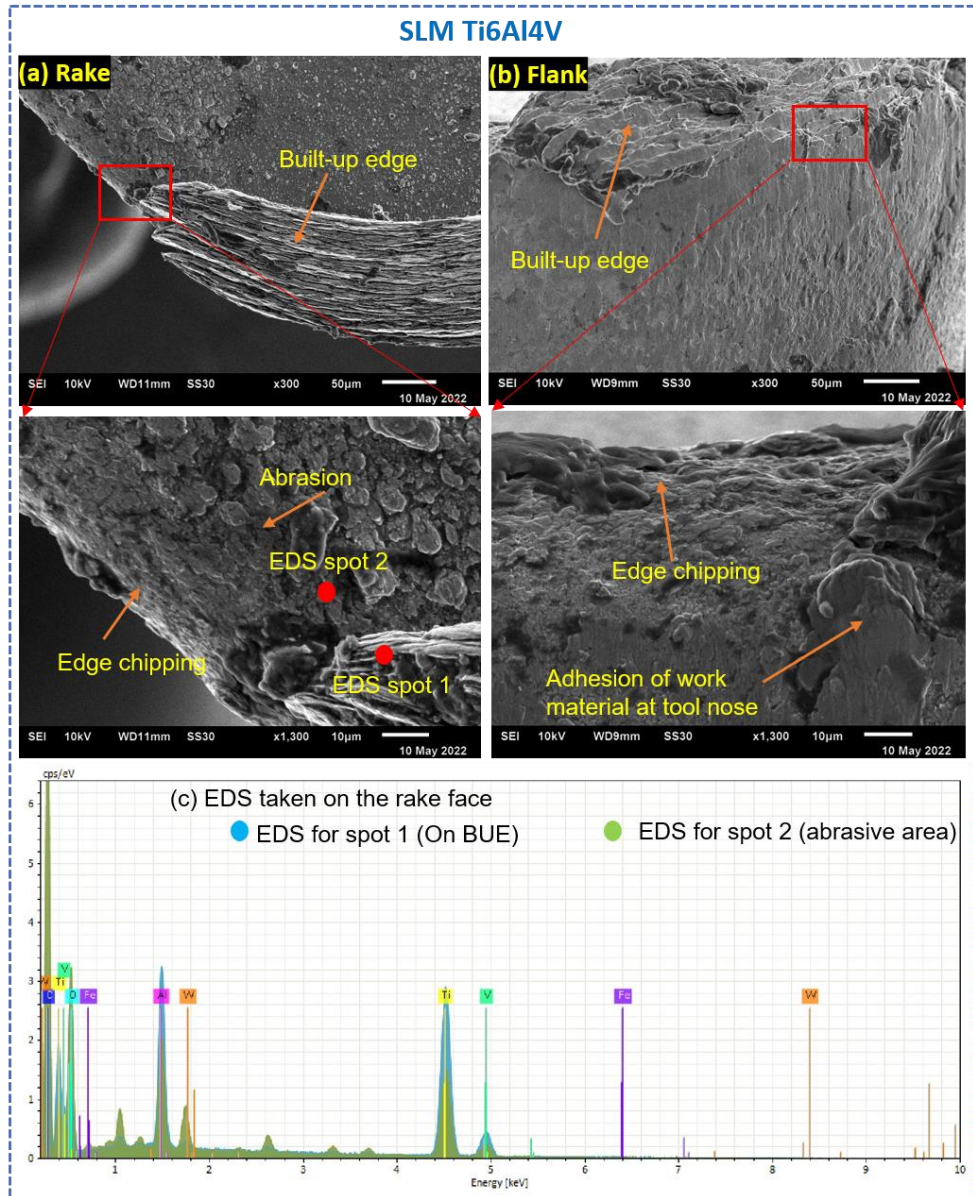 SLM Ti6Al4V
(a) Rake
Built-up edge
SEI 10kV WD11mm SS30 x300 50µm
10 May 2022
(b) Flank
Built-up edge
SEI 10kV WD9mm SS30 x300 50µm
10 May 2022
Abrasion
EDS spot 2
Edge chipping
EDS spot 1
SEI 10kV WD11mm SS30 x1,300 10µm
10 May 2022
Edge chipping
Adhesion of work
material at tool nose
SEI 10kV WD9mm SS30 x1,300 10µm
10 May 2022
cps/eV
(c) EDS taken on the rake face
EDS for spot 1 (On BUE)
EDS for spot 2 (abrasive area)
6
5
4
3
2
1
0
V
C Ti O Fe Al W Ti V Fe W
1 2 3 4 5 6 7 8 9 10
Energy [keV]